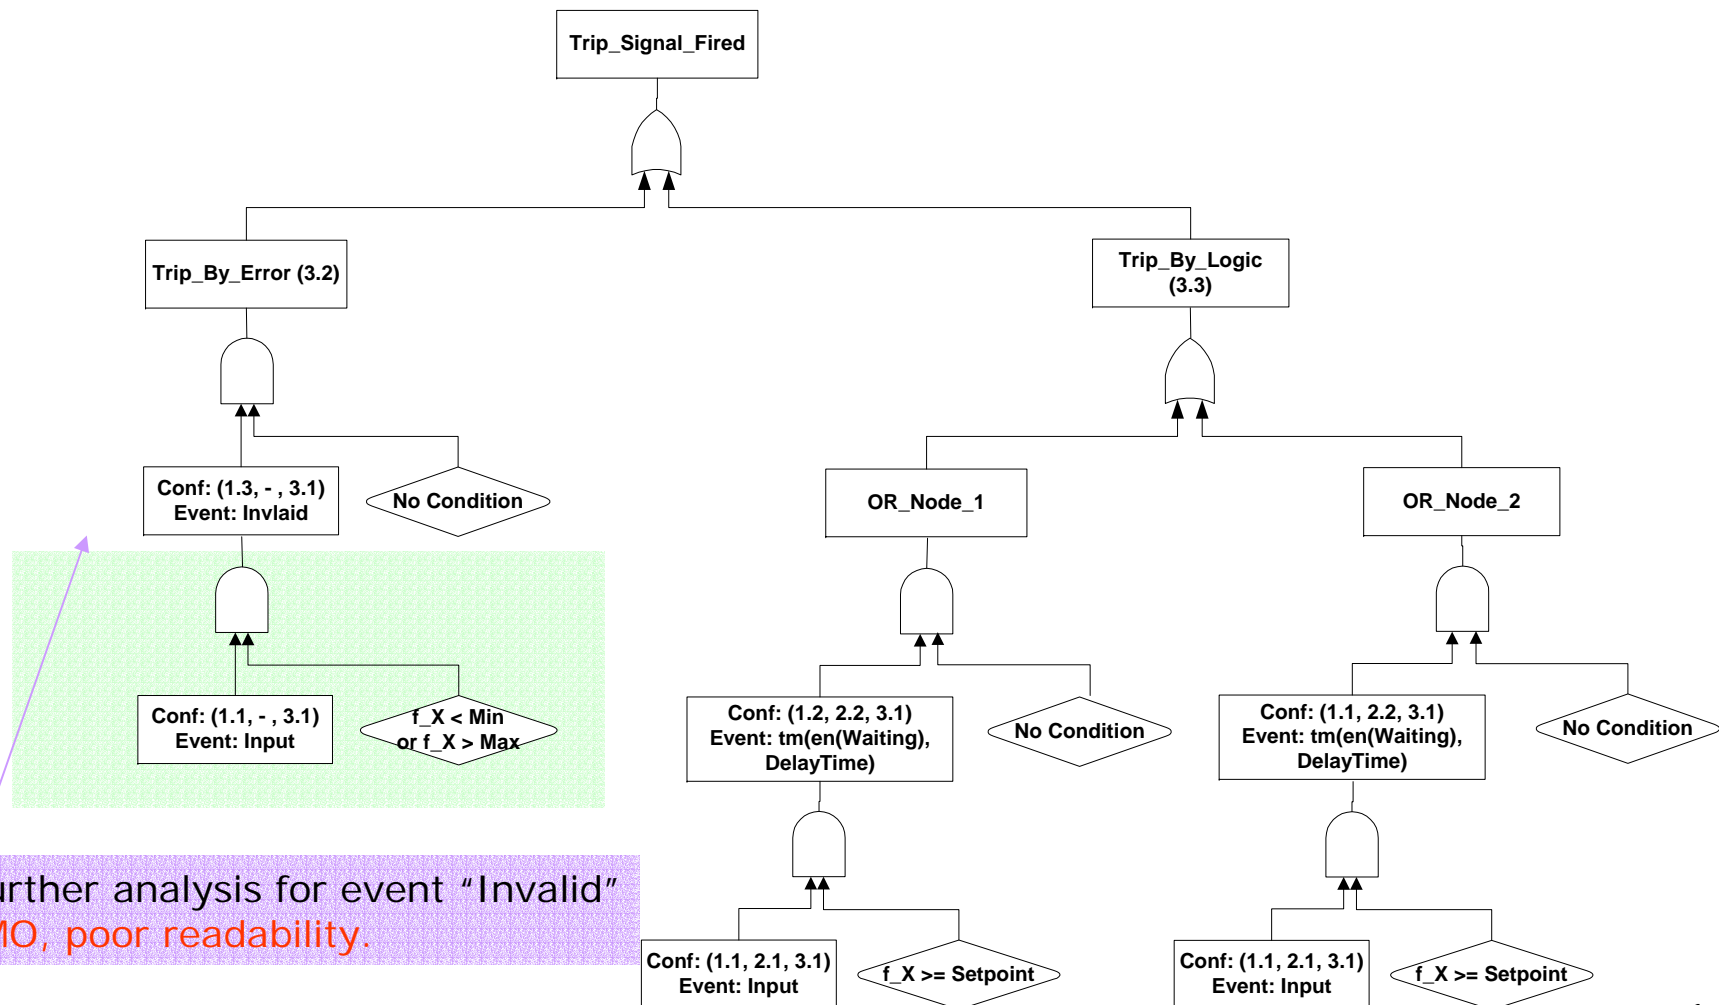 Trip_Signal_Fired
Trip_By_Error (3.2)
Trip_By_Logic
(3.3)
Conf: (1.3, - , 3.1)
Event: Invlaid
No Condition
OR_Node_1
OR_Node_2
Conf: (1.1, - , 3.1)
Event: Input
f_X < Min
or f_X > Max
Conf: (1.2, 2.2, 3.1)
Event: tm(en(Waiting),
DelayTime)
No Condition
Conf: (1.1, 2.2, 3.1)
Event: tm(en(Waiting),
DelayTime)
No Condition
urther analysis for event “Invalid”
MO, poor readability.
Conf: (1.1, 2.1, 3.1)
Event: Input
f_X >= Setpoint
Conf: (1.1, 2.1, 3.1)
Event: Input
f_X >= Setpoint